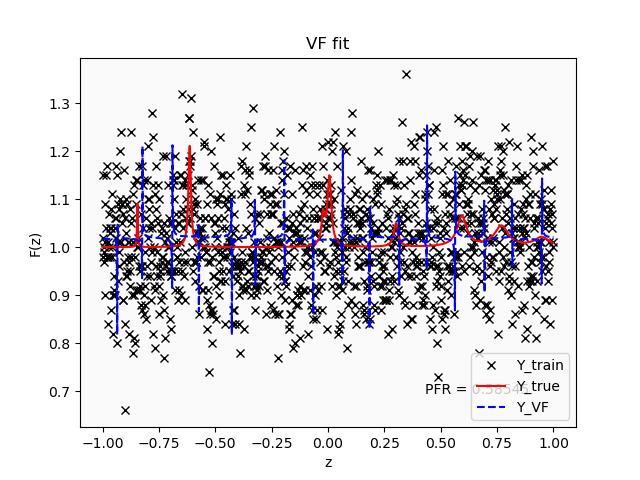 VF fit
F(z)
1.3
1.2
1.1
1.0
0.9
0.8
0.7
PFR =
Y_train
Y_true
Y_VF
−1.00 −0.75 −0.50 −0.25 0.00 0.25 0.50 0.75 1.00
z